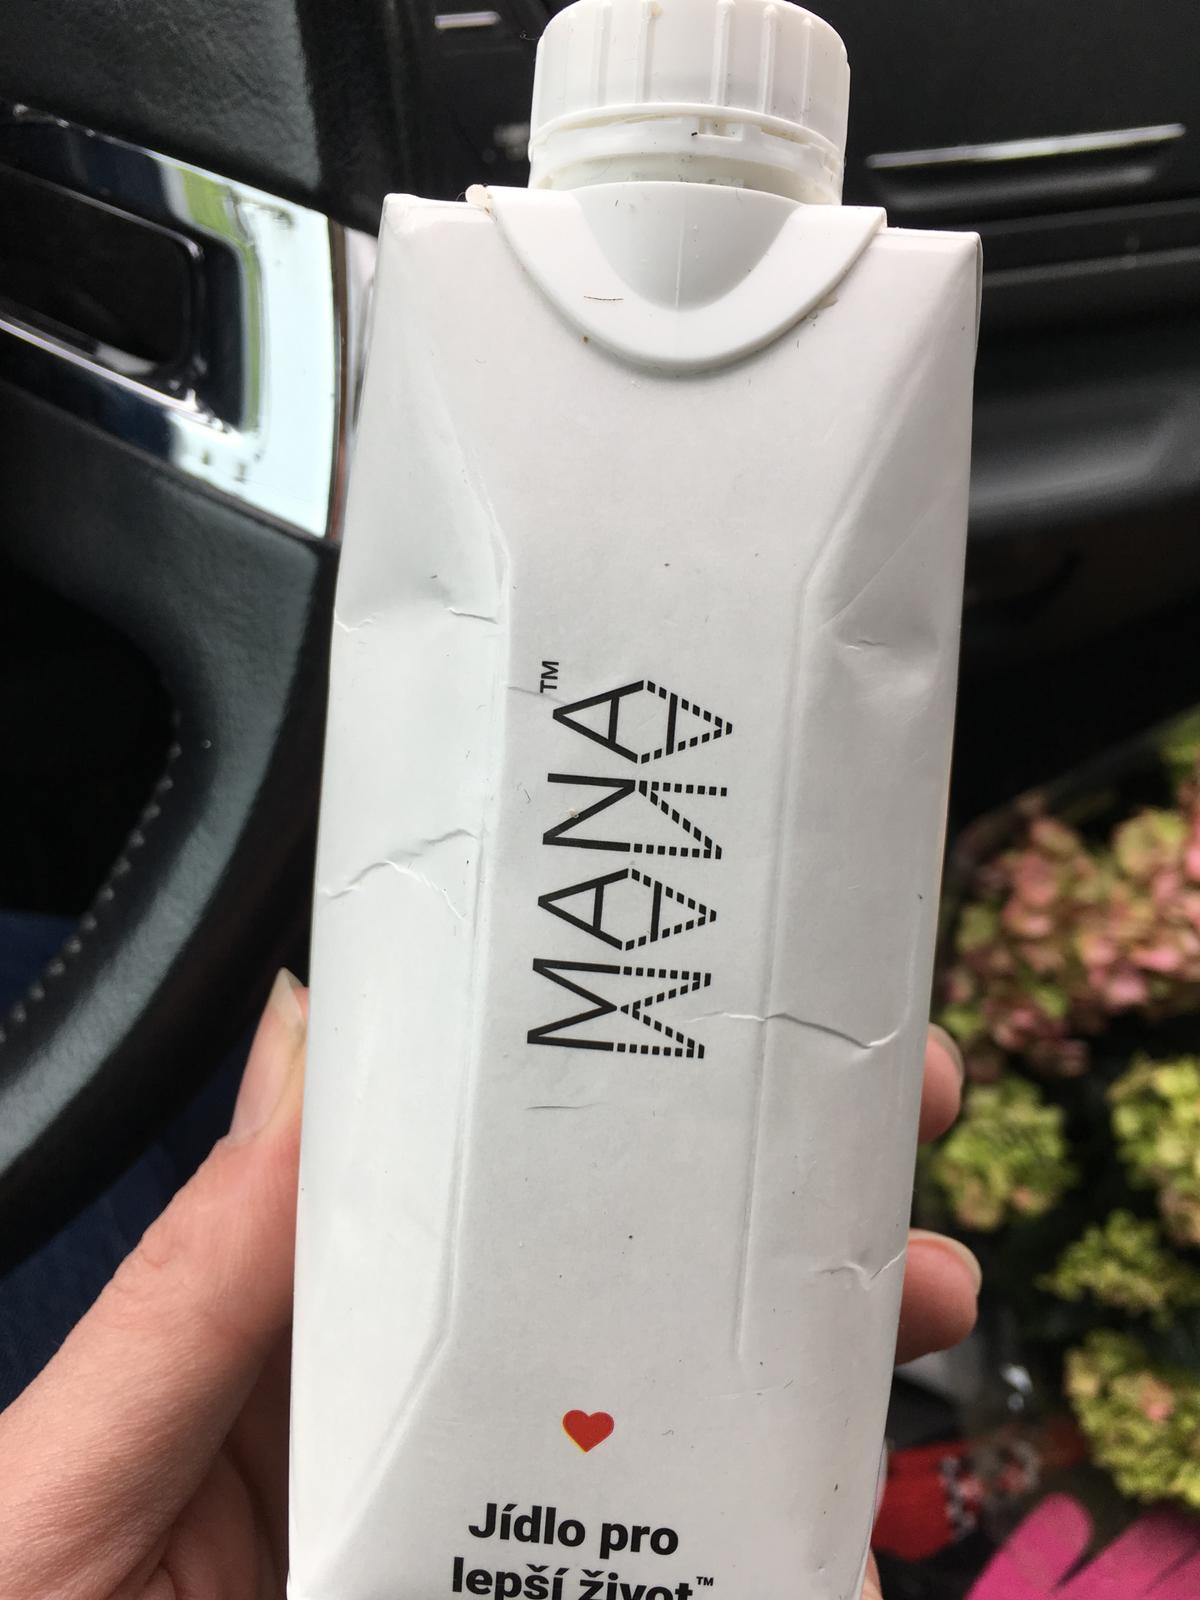 MANA™
Jídlo pro
lepší život™